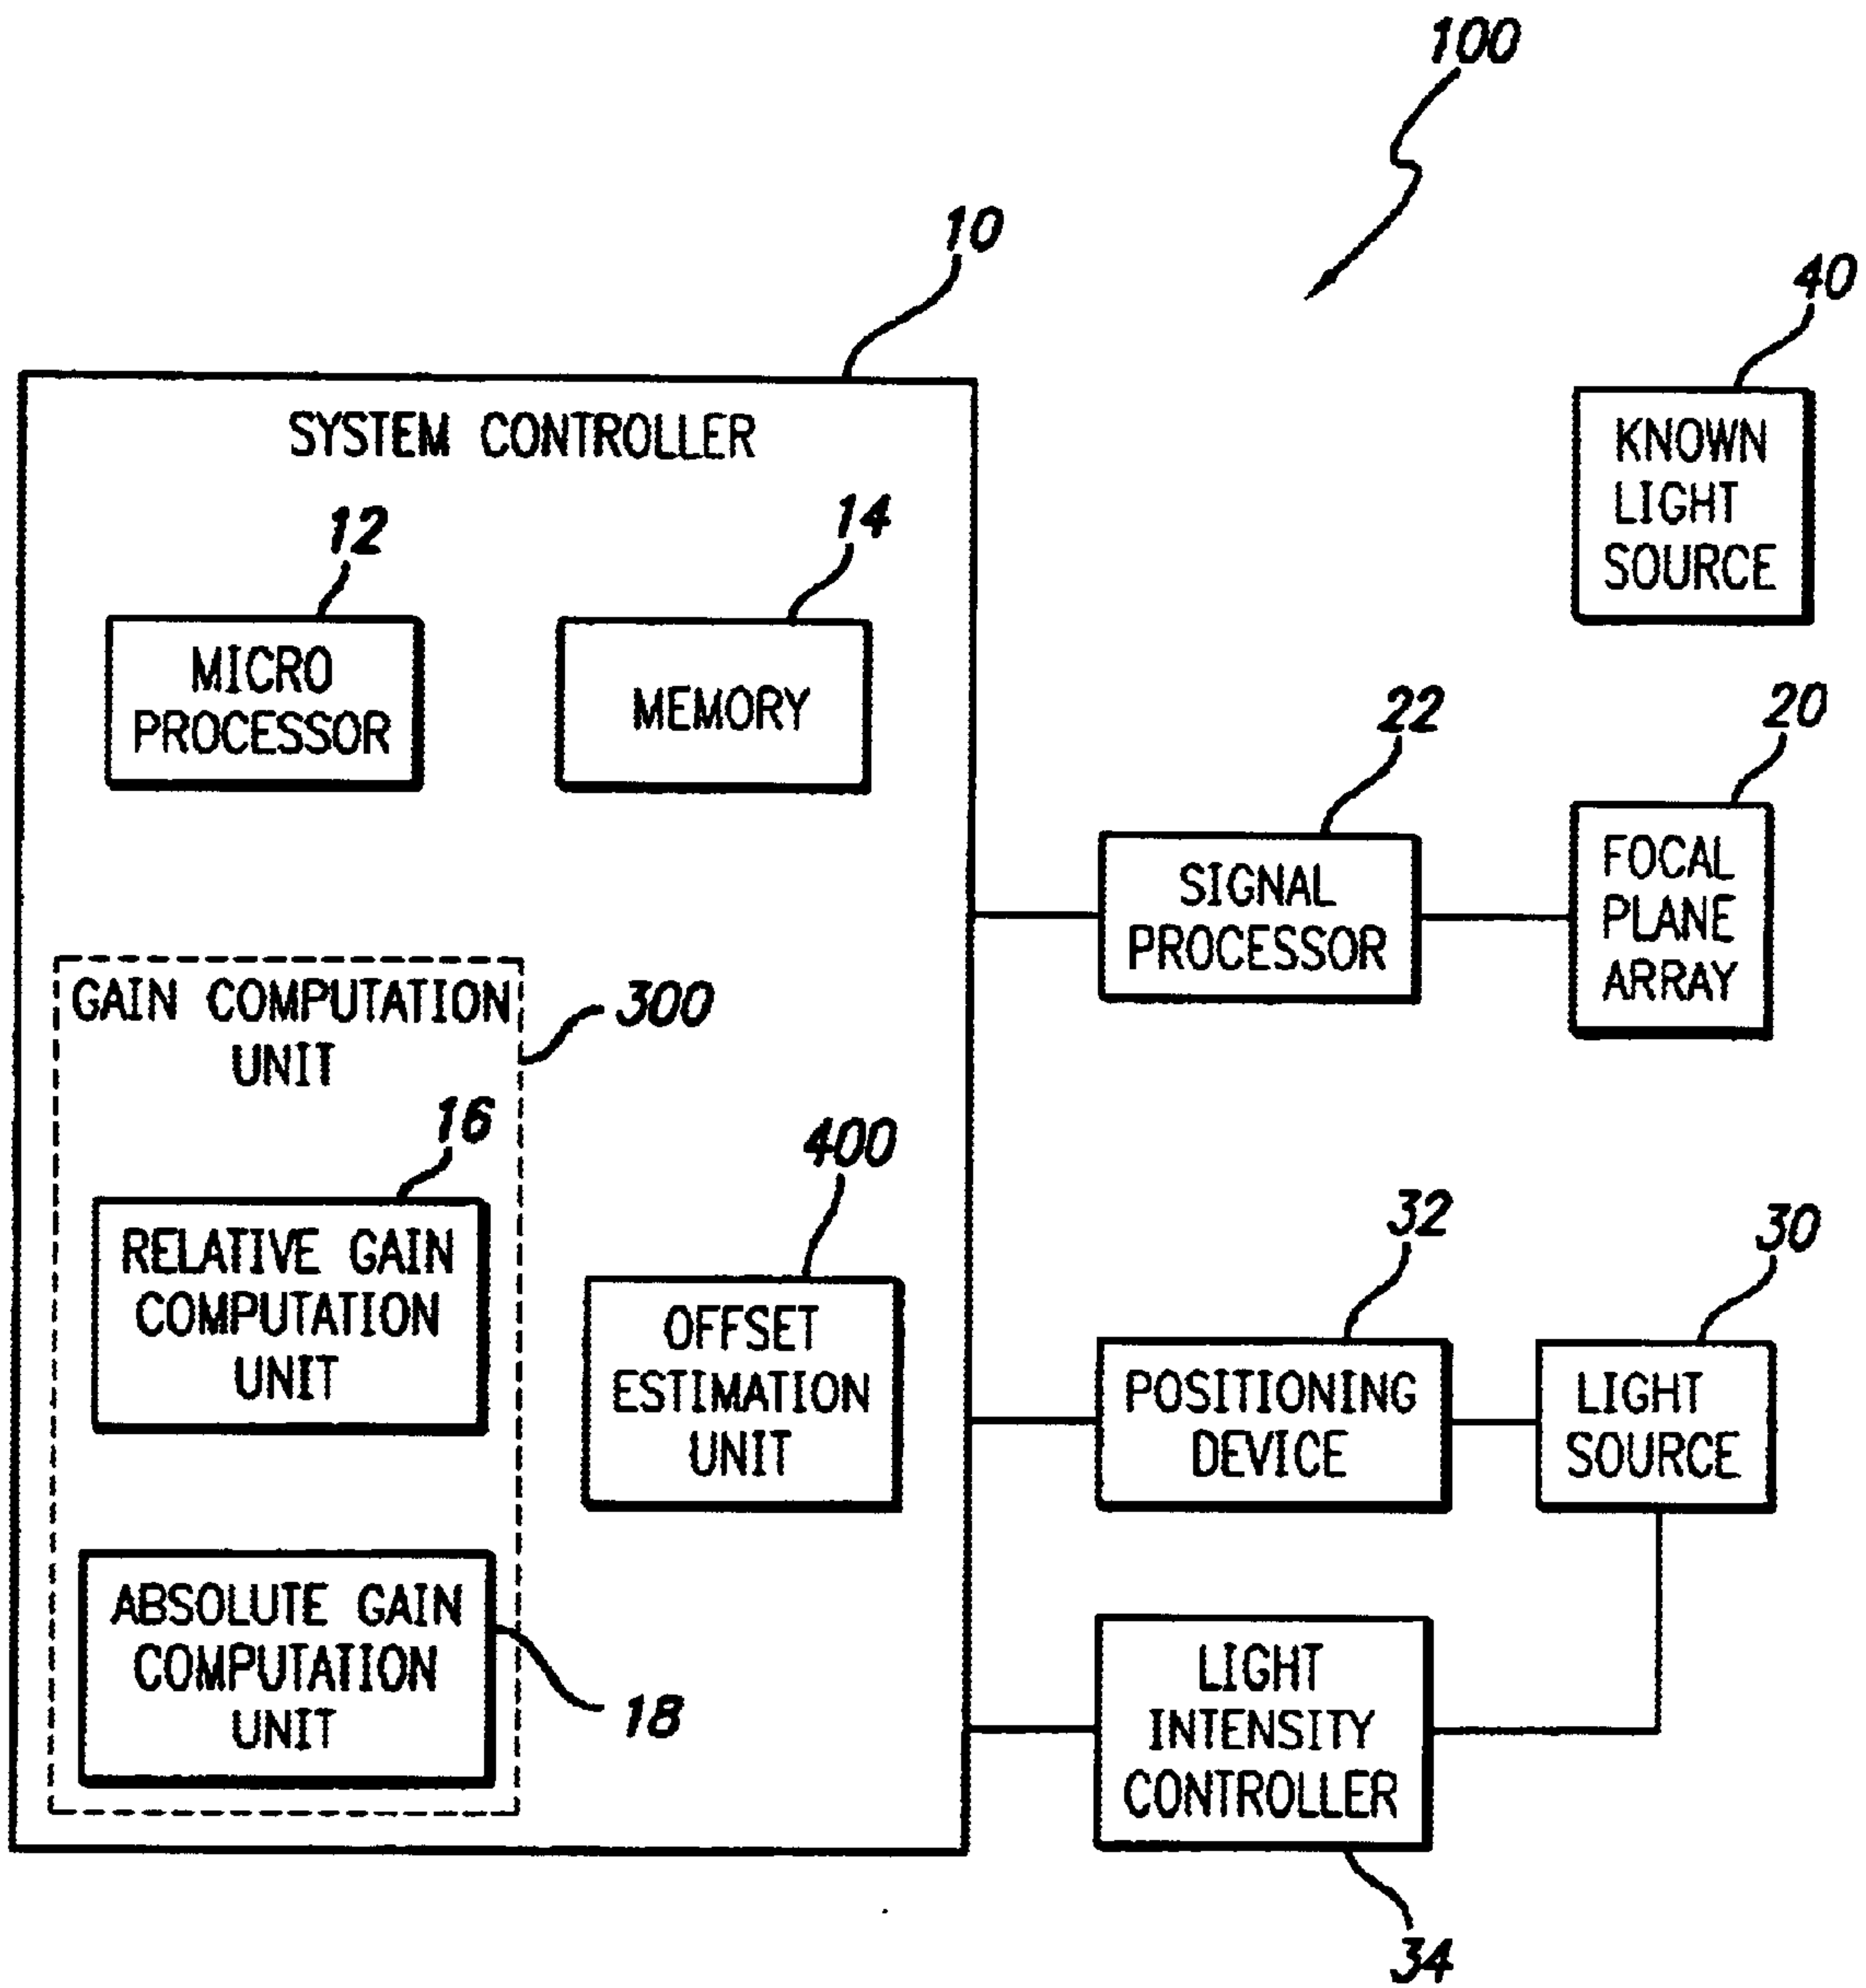 100
10
40
SYSTEM CONTROLLER
KNOWN
LIGHT
SOURCE
12
14
MICRO
PROCESSOR
MEMORY
22
20
SIGNAL
PROCESSOR
FOCAL
PLANE
ARRAY
GAIN COMPUTATION
UNIT
300
16
400
RELATIVE GAIN
COMPUTATION
UNIT
OFFSET
ESTIMATION
UNIT
32
30
POSITIONING
DEVICE
LIGHT
SOURCE
ABSOLUTE GAIN
COMPUTATION
UNIT
18
LIGHT
INTENSITY
CONTROLLER
34